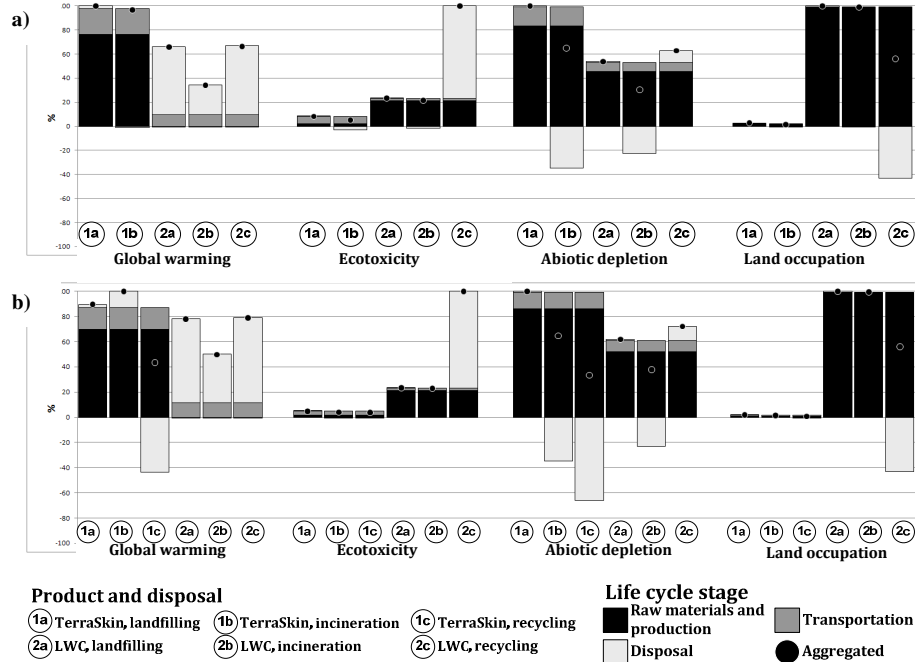 a)
00
80
60
40
20
0
-20
-40
-60
-80
-100
%
1a 1b 2a 2b 2c 1a 1b 2a 2b 2c 1a 1b 2a 2b 2c 1a 1b 2a 2b 2c
Global warming Ecotoxicity Abiotic depletion Land occupation
b)
00
80
60
40
20
0
-20
-40
-60
-80
-100
%
1a 1b 1c 2a 2b 2c 1a 1b 1c 2a 2b 2c 1a 1b 1c 2a 2b 2c 1a 1b 1c 2a 2b 2c
Global warming Ecotoxicity Abiotic depletion Land occupation
Product and disposal
1a TerraSkin, landfilling 1b TerraSkin, incineration 1c TerraSkin, recycling
2a LWC, landfilling 2b LWC, incineration 2c LWC, recycling
Life cycle stage
Raw materials and production
Transportation
Disposal
Aggregated